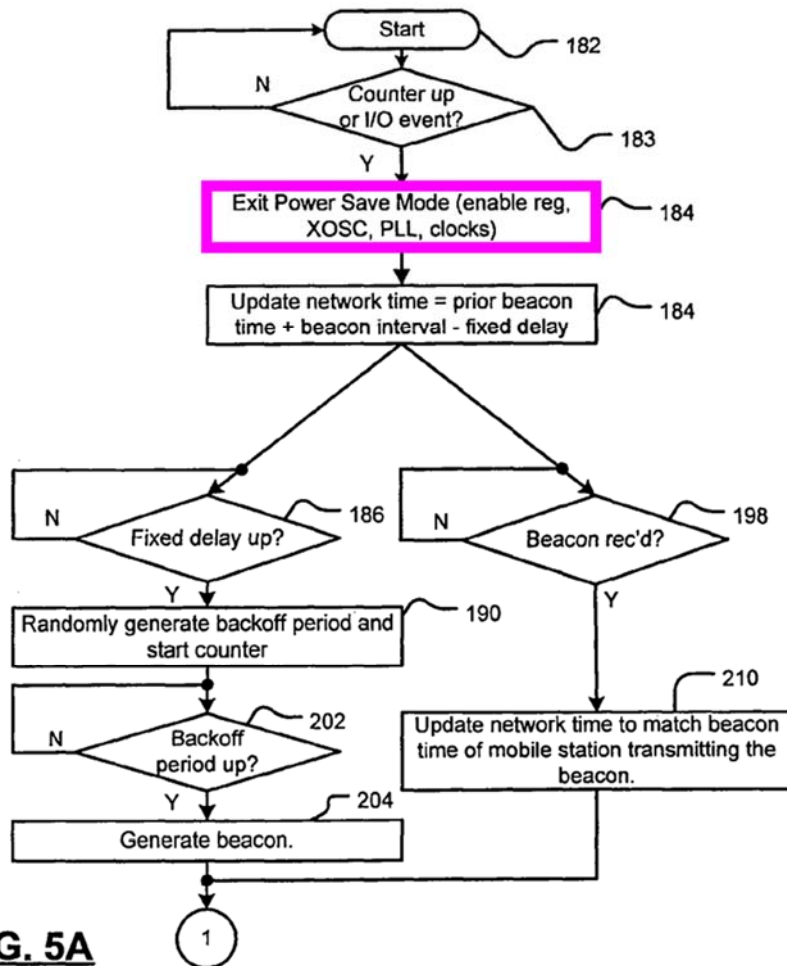 Start
182
N
Counter up
or I/O event?
183
Y
Exit Power Save Mode (enable reg,
XOSC, PLL, clocks)
184
Update network time = prior beacon
time + beacon interval - fixed delay
184
N
Fixed delay up?
186
N
Beacon rec'd?
198
Y
Y
Randomly generate backoff period and
start counter
190
N
Backoff
period up?
202
210
Update network time to match beacon
time of mobile station transmitting the
beacon.
Y
204
Generate beacon.
1
G. 5A